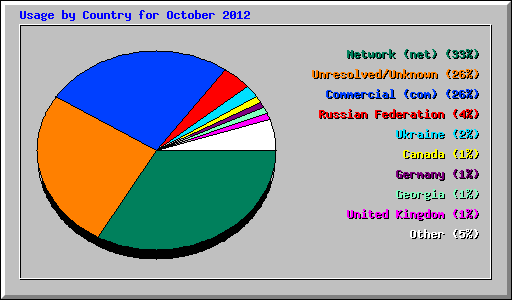 Usage by Country for October 2012
Network (net) (33%)
Unresolved/Unknown (26%)
Commercial (com) (26%)
Russian Federation (4%)
Ukraine (2%)
Canada (1%)
Germany (1%)
Georgia (1%)
United Kingdom (1%)
Other (5%)